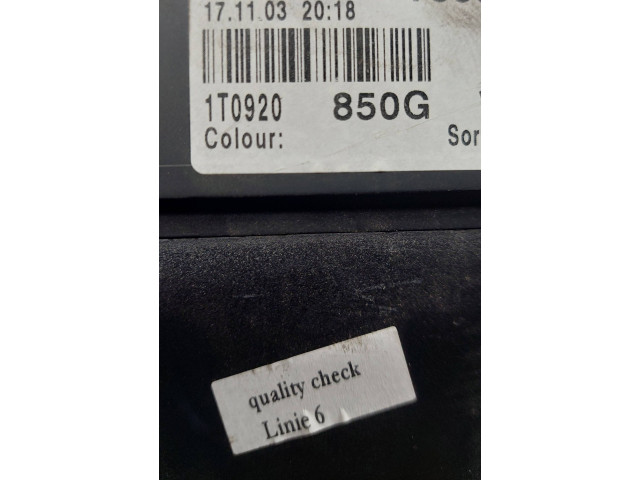 17.11.03 20:18
1T0920 850G
Colour:
quality check
Linie 6